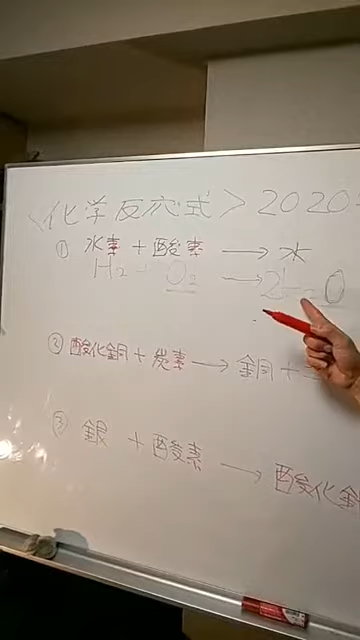 <化学反応式> 2020
① 水素 + 酸素 → 水
H₂ + O₂ → 2H₂O
② 酸化銅 + 炭素 → 銅 +
③ 銀 + 酸素 → 酸化銀